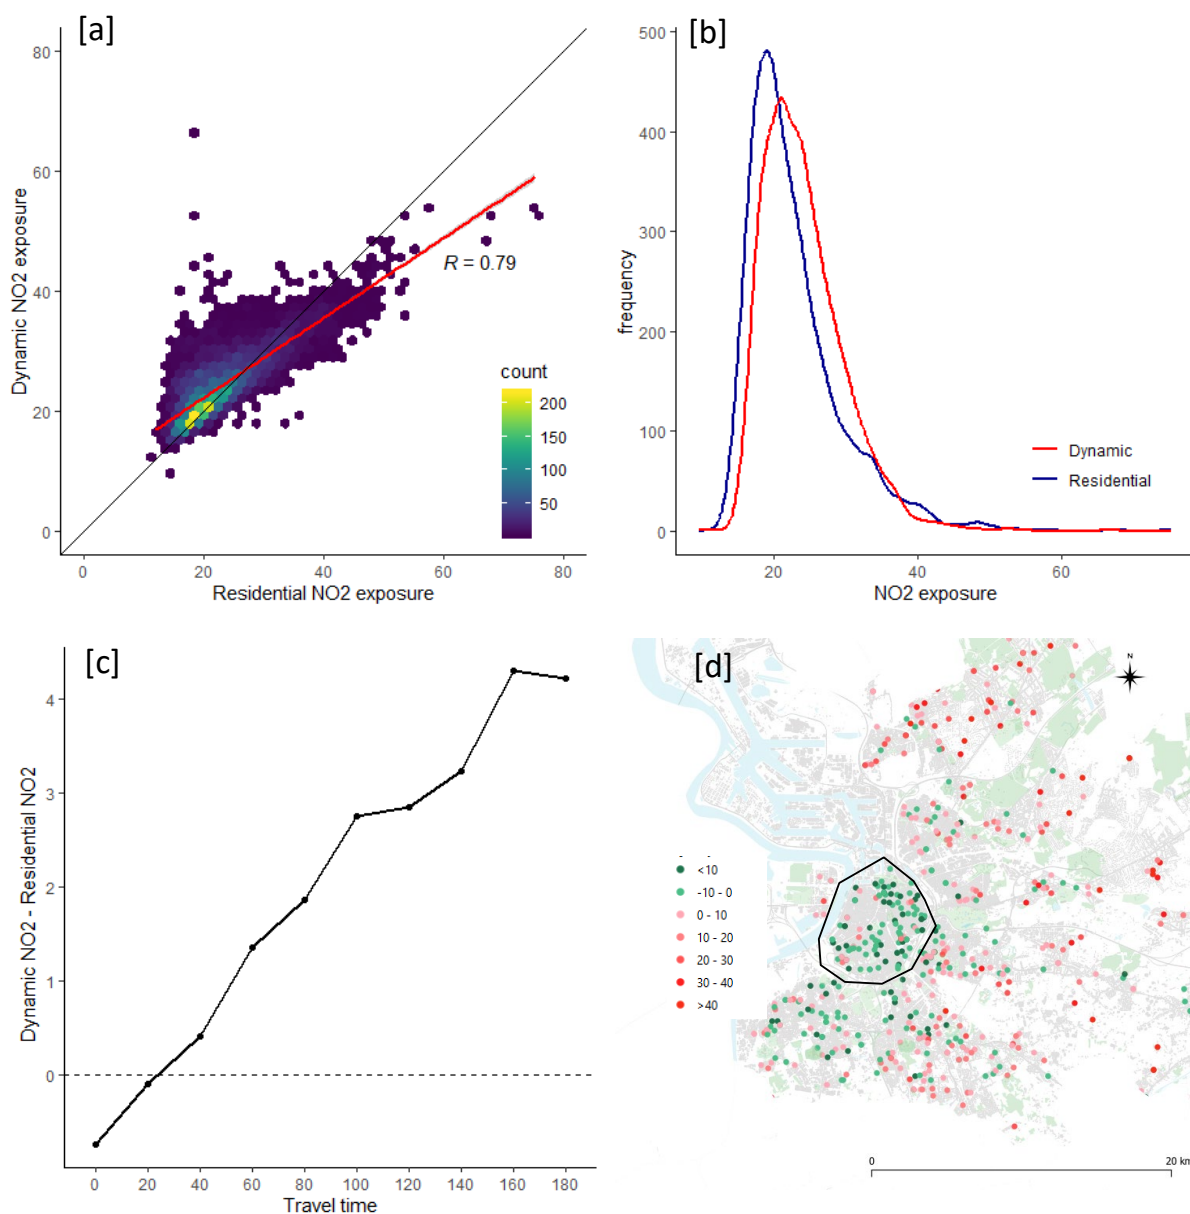 [a]
80
60
40
20
0
Dynamic NO2 exposure
R = 0.79
count
200
150
100
50
0 20 40 60 80
Residential NO2 exposure
[b]
500
400
300
200
100
0
frequency
Dynamic
Residential
20 40 60
NO2 exposure
[c]
4
3
2
1
0
Dynamic NO2 - Residential NO2
0 20 40 60 80 100 120 140 160 180
Travel time
[d]
N
<10
-10 - 0
0 - 10
10 - 20
20 - 30
30 - 40
>40
0 20 km